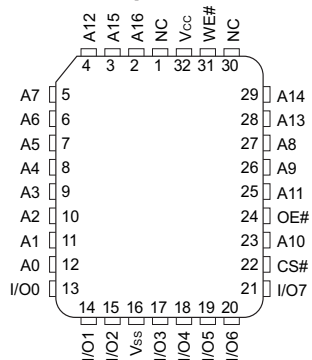 A12 A15 A16 NC Vcc WE# NC
4 3 2 1 32 31 30
A7 5 29 A14
A6 6 28 A13
A5 7 27 A8
A4 8 26 A9
A3 9 25 A11
A2 10 24 OE#
A1 11 23 A10
A0 12 22 CS#
I/O0 13 21 I/O7
14 15 16 17 18 19 20
I/O1 I/O2 Vss I/O3 I/O4 I/O5 I/O6